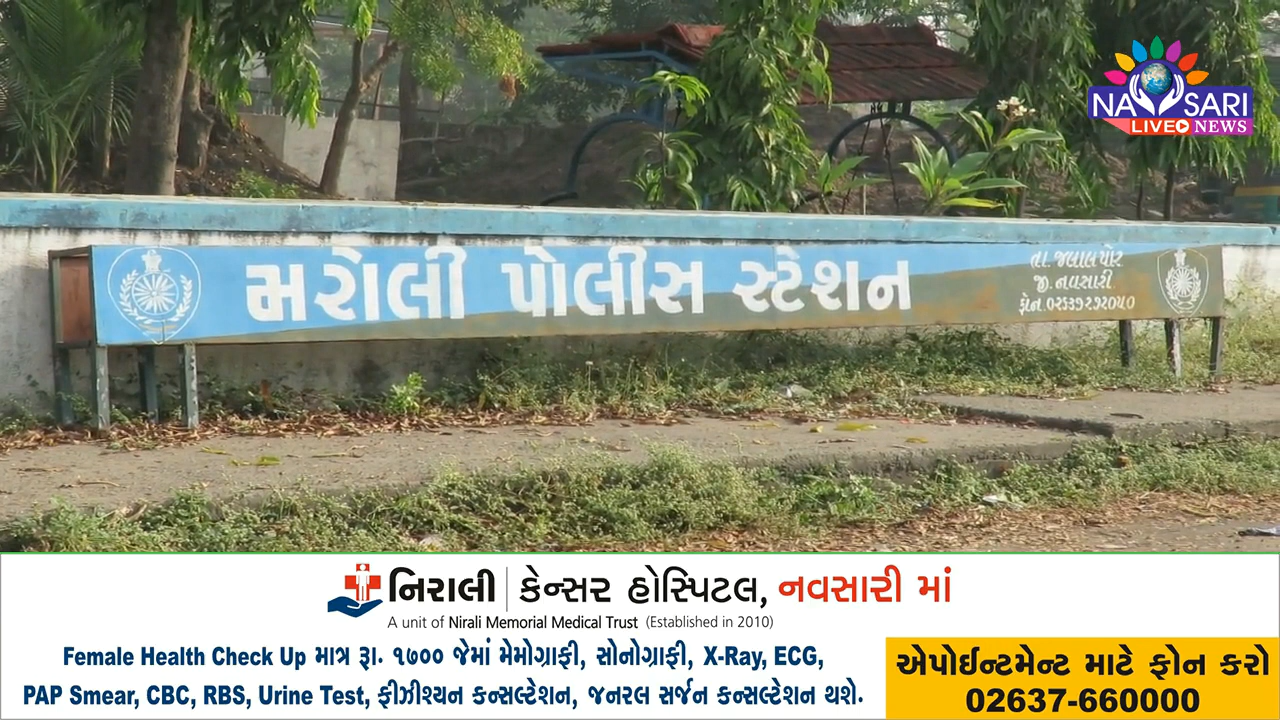 NAVSARI
LIVE NEWS
મરોલી પોલીસ સ્ટેશન
તા. જલાલપોર
જી. નવસારી
ફોન.
નિરાલી કેન્સર હોસ્પિટલ, નવસારી માં
A unit of Nirali Memorial Medical Trust (Established in 2010)
Female Health Check Up માત્ર રૂા. ૧૭૦૦ જેમાં મેમોગ્રાફી, સોનોગ્રાફી, X-Ray, ECG,
PAP Smear, CBC, RBS, Urine Test, ફીઝીશ્યન કન્સલ્ટેશન, જનરલ સર્જન કન્સલ્ટેશન થશે.
એપોઈન્ટમેન્ટ માટે ફોન કરો
02637-660000